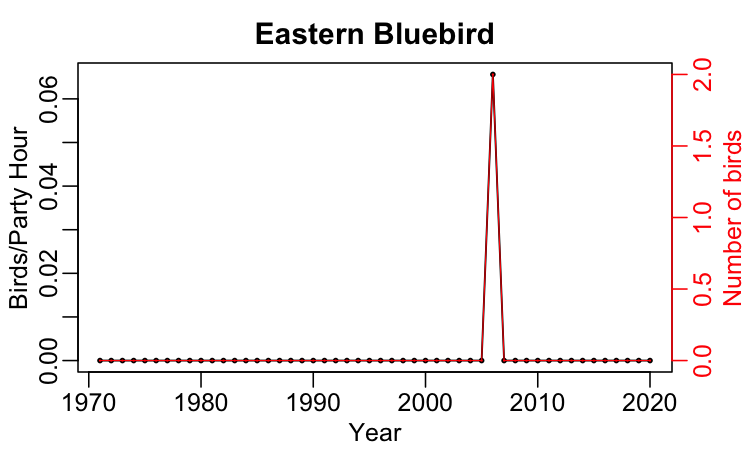 Eastern Bluebird
Birds/Party Hour
0.00 0.02 0.04 0.06
Number of birds
0.0 0.5 1.0 1.5 2.0
1970 1980 1990 2000 2010 2020
Year